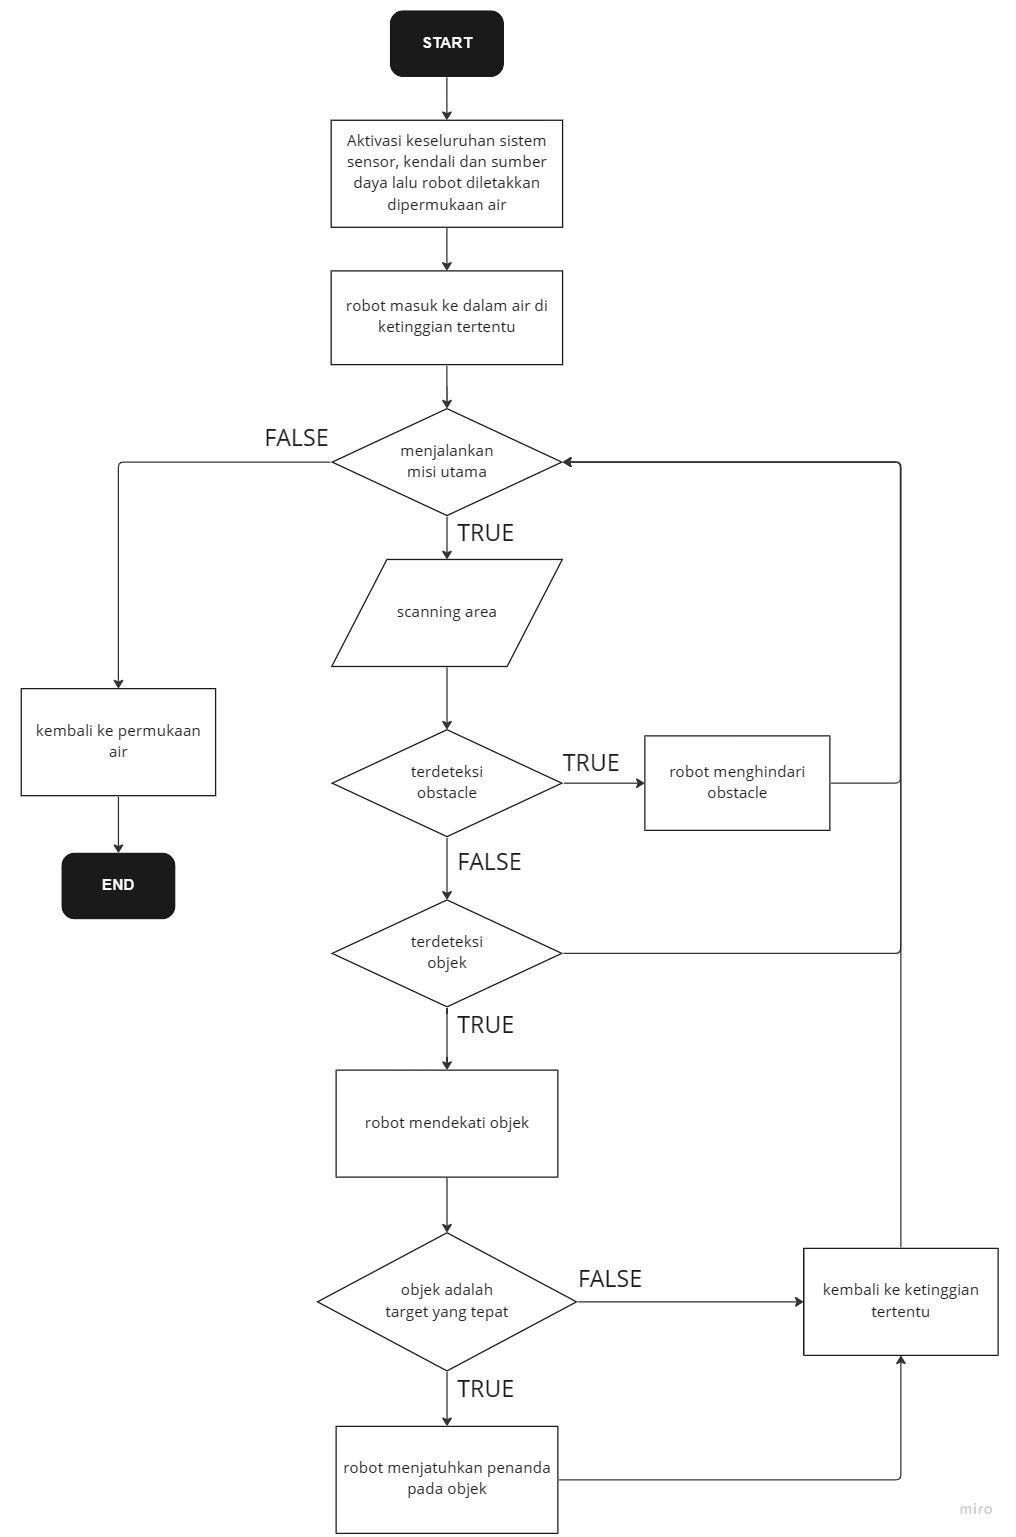 START
Aktivasi keseluruhan sistem
sensor, kendali dan sumber
daya lalu robot diletakkan
dipermukaan air
robot masuk ke dalam air di
ketinggian tertentu
FALSE
menjalankan
misi utama
TRUE
scanning area
kembali ke permukaan
air
END
terdeteksi
obstacle
TRUE
robot menghindari
obstacle
FALSE
terdeteksi
objek
TRUE
robot mendekati objek
objek adalah
target yang tepat
FALSE
kembali ke ketinggian
tertentu
TRUE
robot menjatuhkan penanda
pada objek
miro